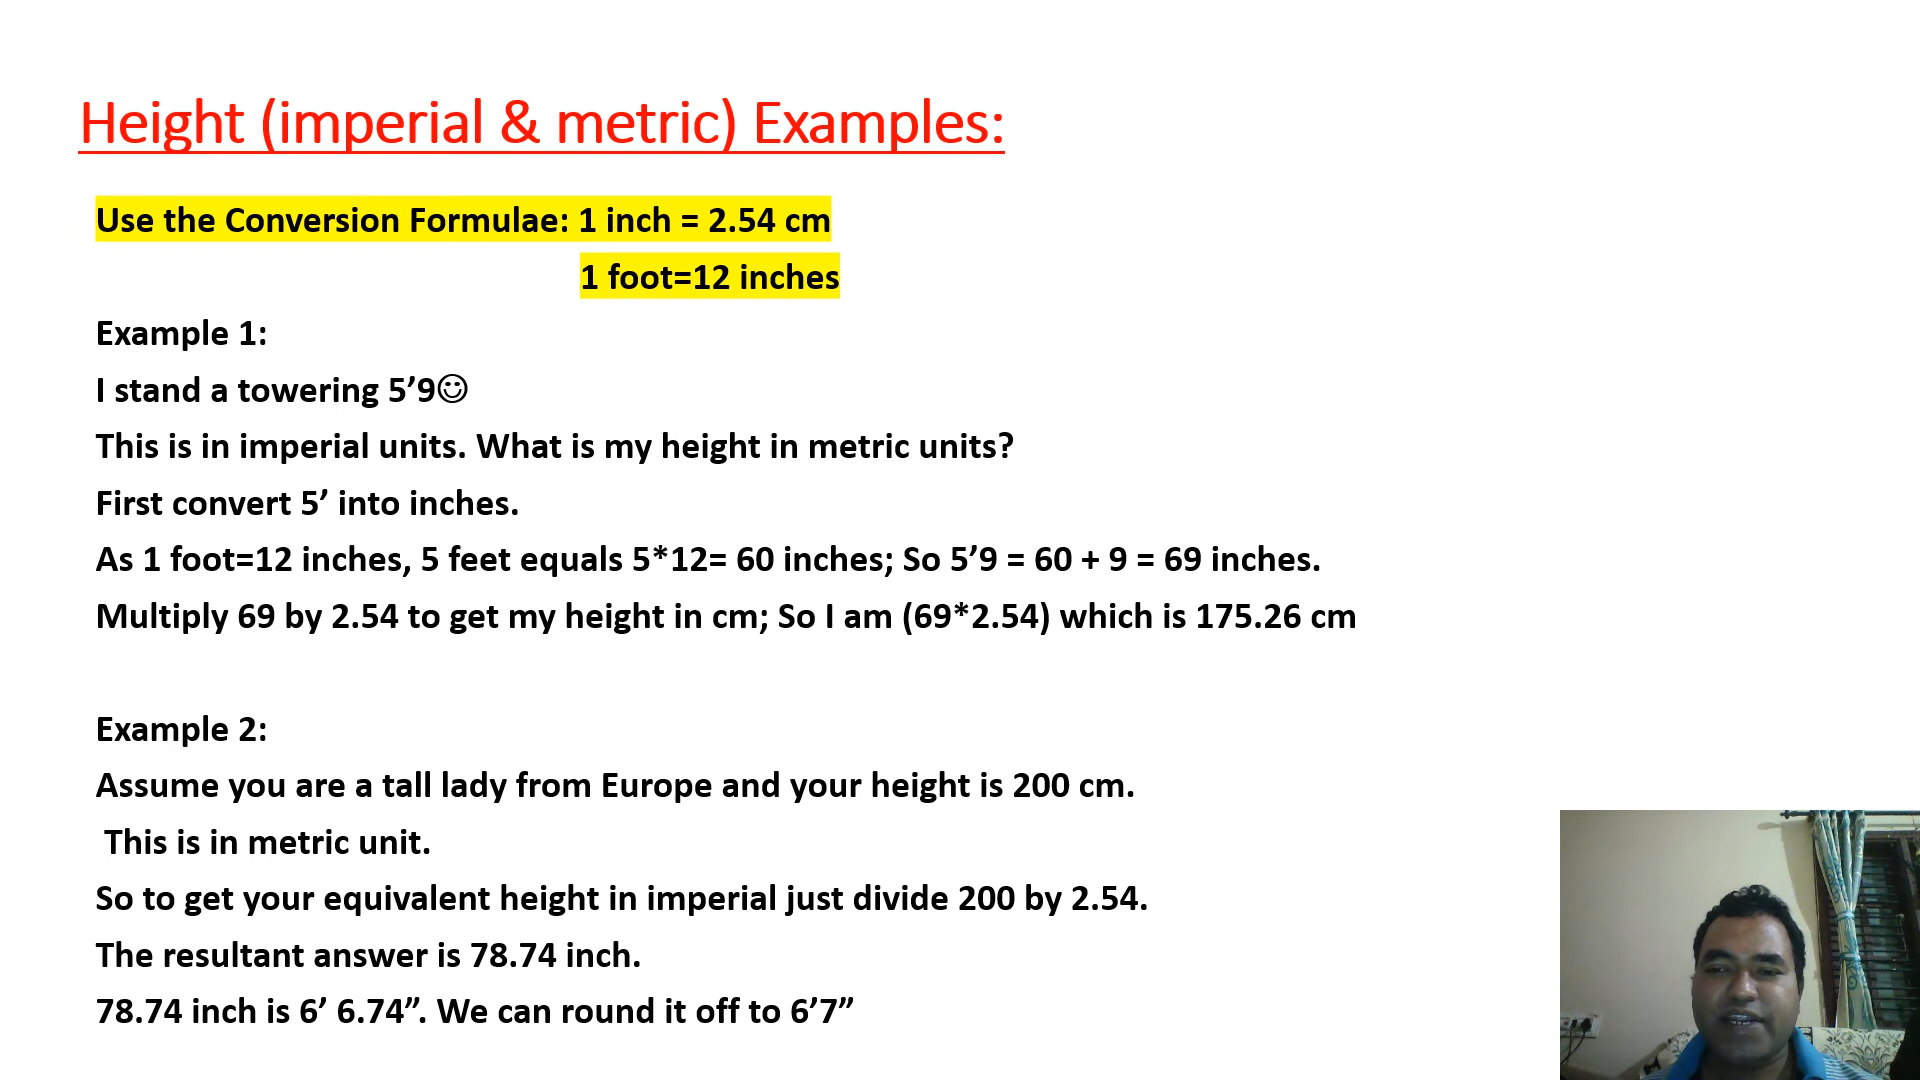 Height (imperial & metric) Examples:
Use the Conversion Formulae: 1 inch = 2.54 cm
1 foot=12 inches
Example 1:
I stand a towering 5’9☺
This is in imperial units. What is my height in metric units?
First convert 5’ into inches.
As 1 foot=12 inches, 5 feet equals 5*12= 60 inches; So 5’9 = 60 + 9 = 69 inches.
Multiply 69 by 2.54 to get my height in cm; So I am (69*2.54) which is 175.26 cm
Example 2:
Assume you are a tall lady from Europe and your height is 200 cm.
This is in metric unit.
So to get your equivalent height in imperial just divide 200 by 2.54.
The resultant answer is 78.74 inch.
78.74 inch is 6’ 6.74”. We can round it off to 6’7”